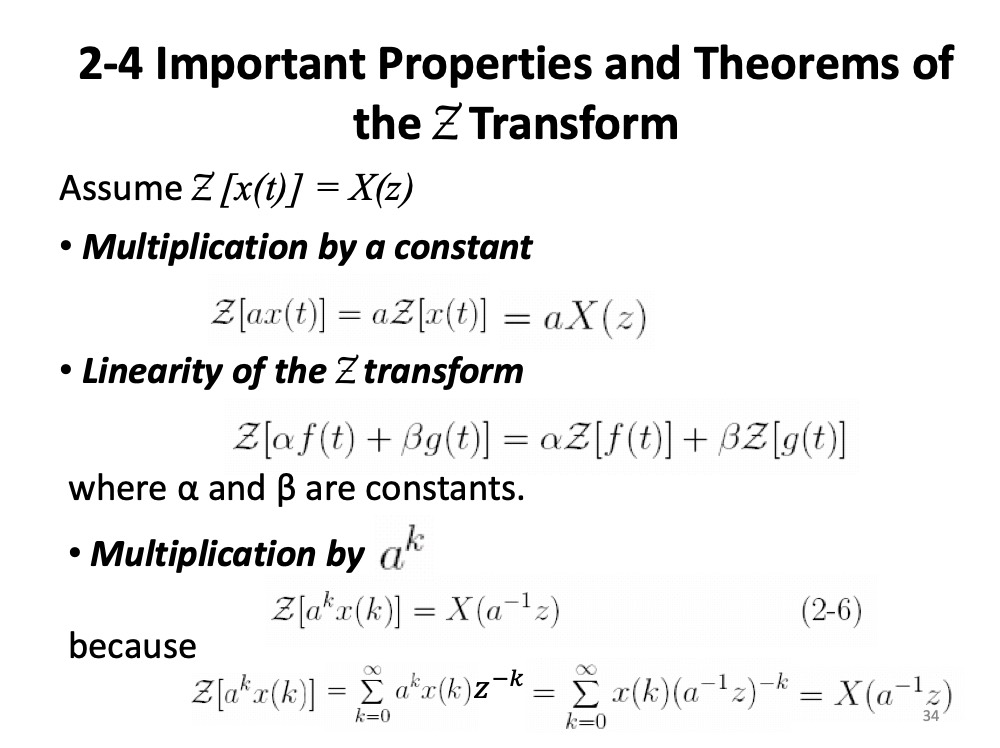 2-4 Important Properties and Theorems of
the 𝒵 Transform
Assume 𝒵 [x(t)] = X(z)
• Multiplication by a constant
𝒵[ax(t)] = a𝒵[x(t)] = aX(z)
• Linearity of the 𝒵 transform
𝒵[αf(t) + βg(t)] = α𝒵[f(t)] + β𝒵[g(t)]
where α and β are constants.
• Multiplication by a^k
𝒵[a^k x(k)] = X(a^{-1}z) (2-6)
because
𝒵[a^k x(k)] = ∑_{k=0}^{∞} a^k x(k)z^{-k} = ∑_{k=0}^{∞} x(k)(a^{-1}z)^{-k} = X(a^{-1}z)
34